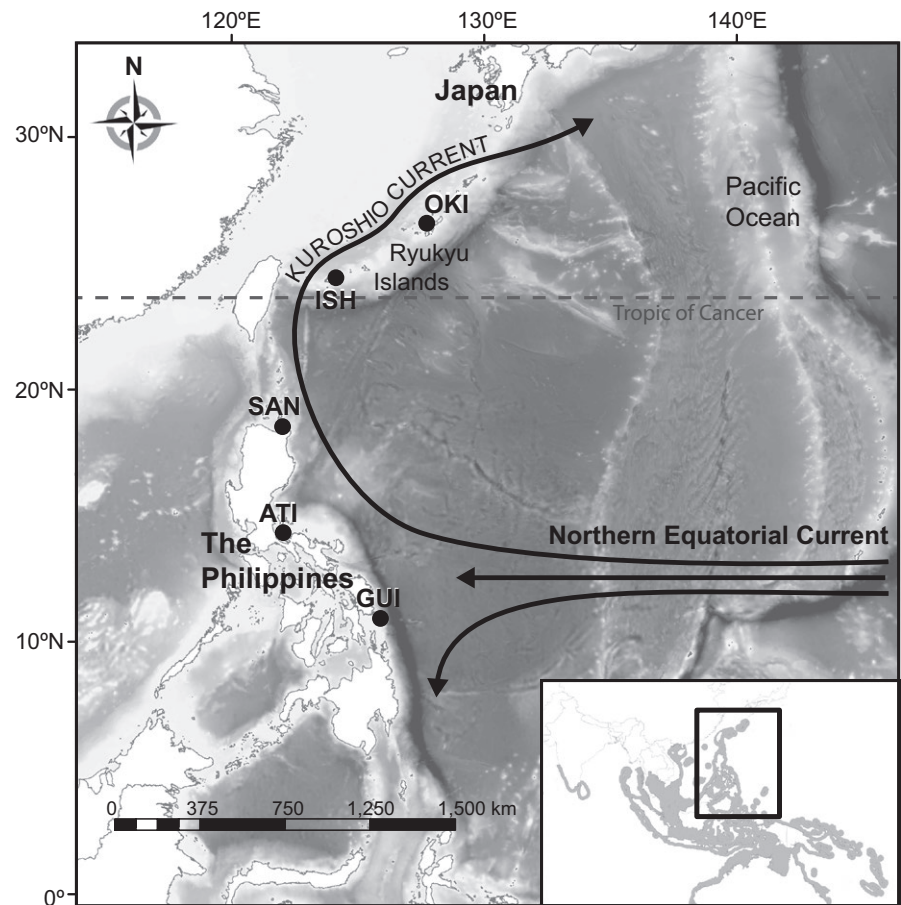 120ºE
130ºE
140ºE
N
Japan
30ºN
KUROSHIO CURRENT
Pacific
Ocean
OKI
Ryukyu
Islands
ISH
Tropic of Cancer
20ºN
SAN
ATI
The
Philippines
Northern Equatorial Current
GUI
10ºN
0 375 750 1,250 1,500 km
0º